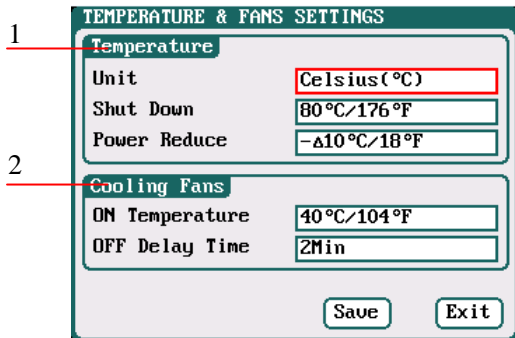 TEMPERATURE & FANS SETTINGS
1
Temperature
Unit Celsius(°C)
Shut Down 80°C/176°F
Power Reduce -Δ10°C/18°F
2
Cooling Fans
ON Temperature 40°C/104°F
OFF Delay Time 2Min
Save Exit